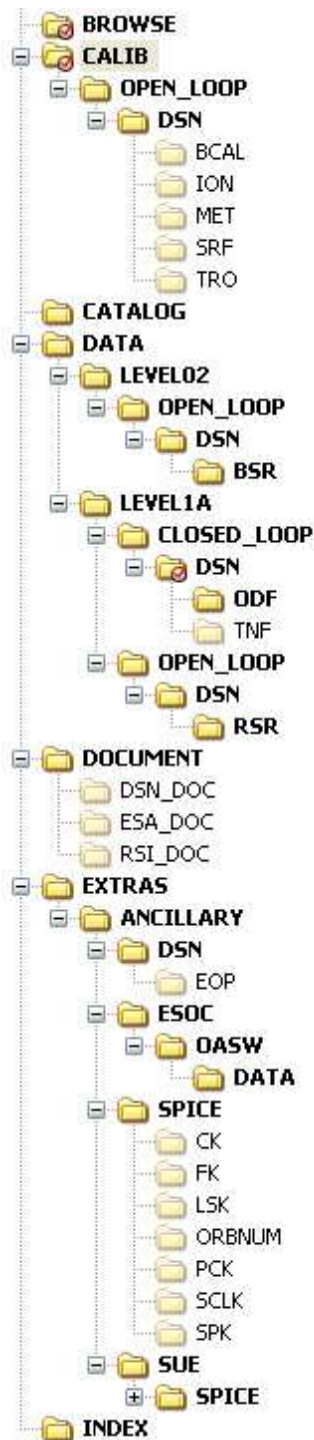 BROWSE
CALIB
OPEN_LOOP
DSN
BCAL
ION
MET
SRF
TRO
CATALOG
DATA
LEVEL02
OPEN_LOOP
DSN
BSR
LEVEL1A
CLOSED_LOOP
DSN
ODF
TNF
OPEN_LOOP
DSN
RSR
DOCUMENT
DSN_DOC
ESA_DOC
RSI_DOC
EXTRAS
ANCILLARY
DSN
EOP
ESOC
OASW
DATA
SPICE
CK
FK
LSK
ORBNUM
PCK
SCLK
SPK
SUE
SPICE
INDEX